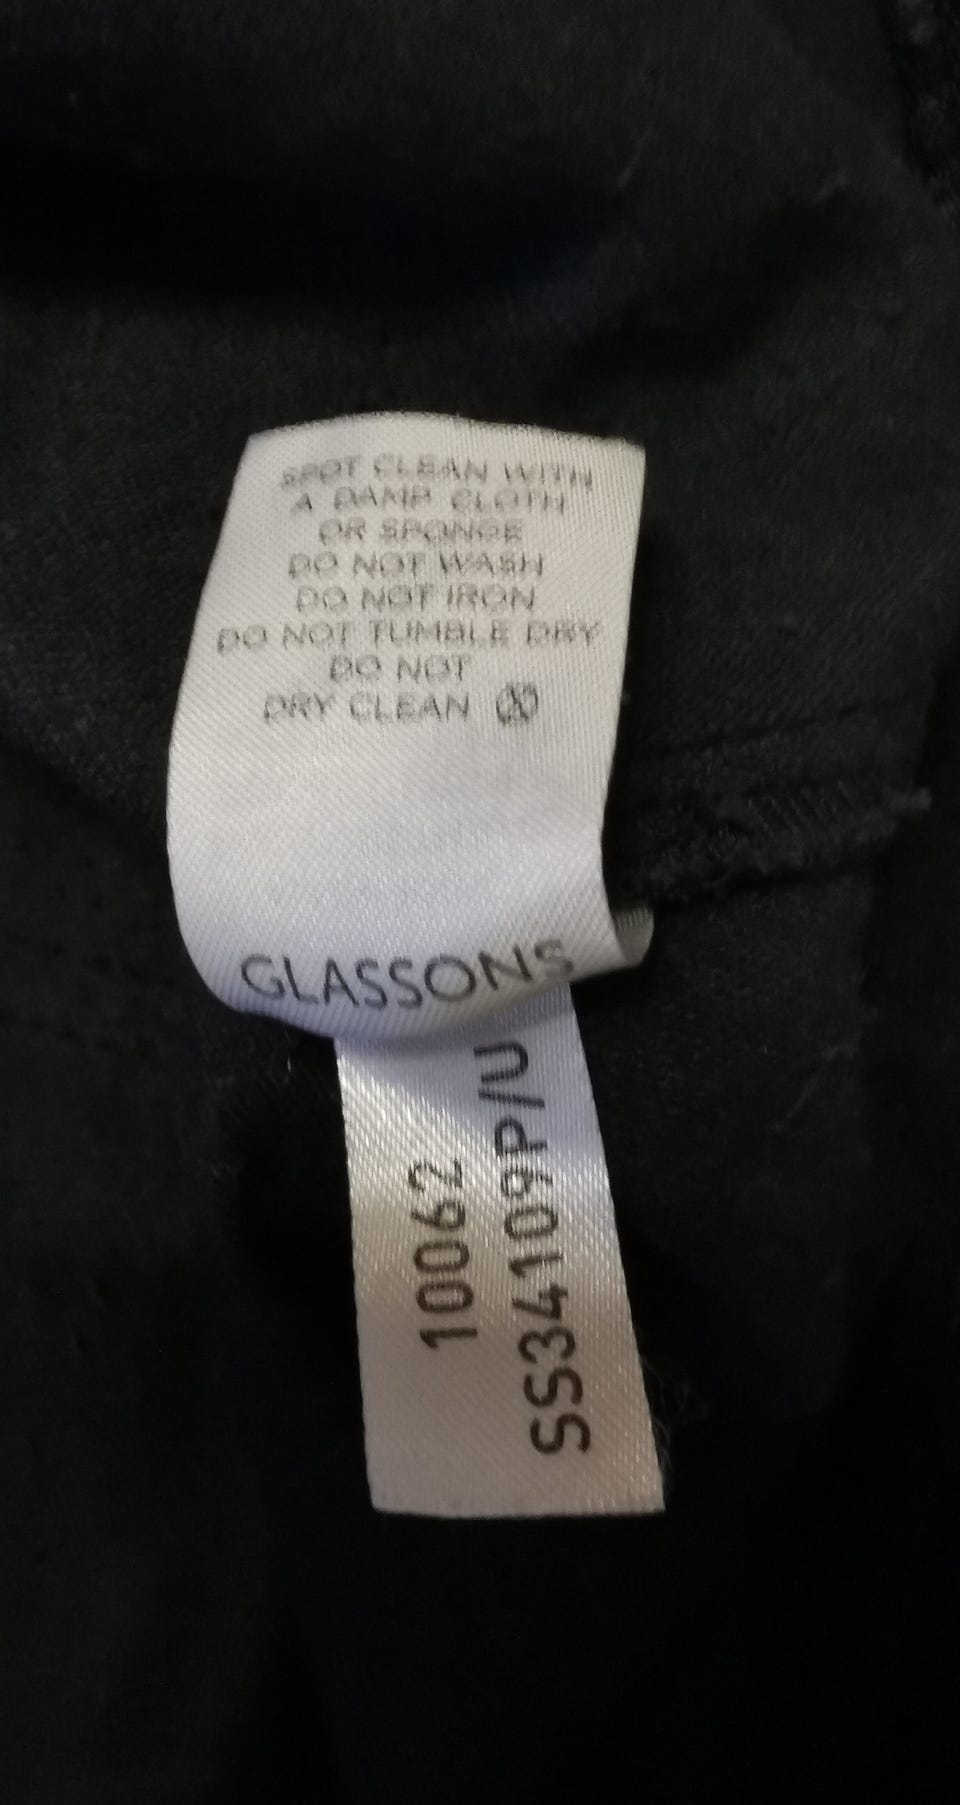 SPOT CLEAN WITH
A DAMP CLOTH
OR SPONGE
DO NOT WASH
DO NOT IRON
DO NOT TUMBLE DRY
DO NOT
DRY CLEAN
GLASSONS
10062
SS34109P/U